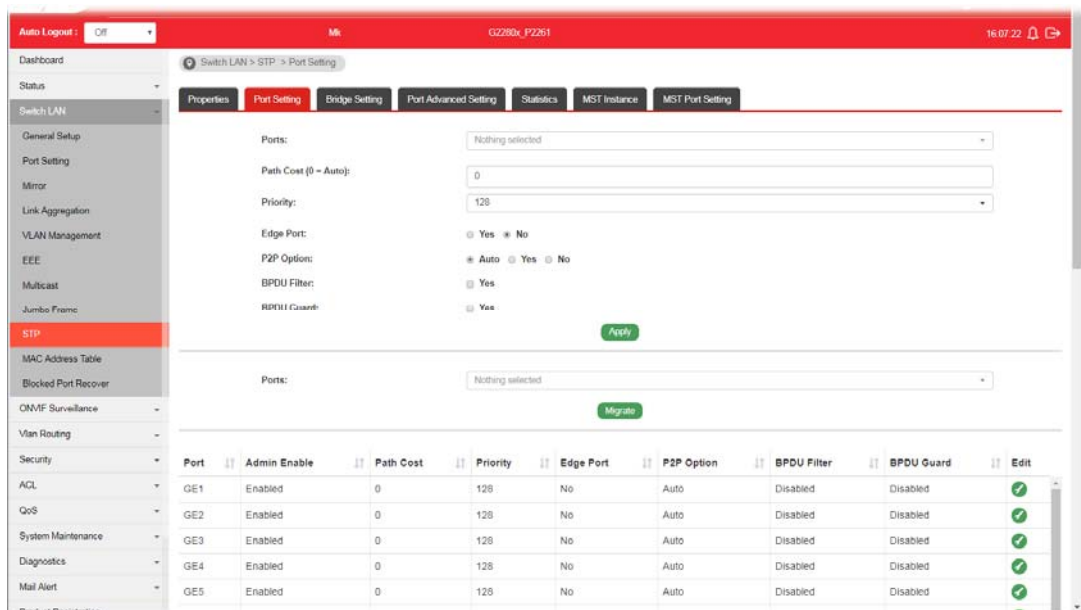 Auto Logout : Off Mk G2280x_P2261 16:07:22
Dashboard
Switch LAN > STP > Port Setting
Status
Properties Port Setting Bridge Setting Port Advanced Setting Statistics MST Instance MST Port Setting
Switch LAN
General Setup
Port Setting
Mirror
Link Aggregation
VLAN Management
EEE
Multicast
Jumbo Frame
STP
MAC Address Table
Blocked Port Recover
ONVIF Surveillance
Vlan Routing
Security
ACL
QoS
System Maintenance
Diagnostics
Mail Alert
Ports: Nothing selected
Path Cost (0 = Auto): 0
Priority: 128
Edge Port: Yes No
P2P Option: Auto Yes No
BPDU Filter: Yes
BPDU Guard: Yes
Apply
Ports: Nothing selected
Migrate
Port Admin Enable Path Cost Priority Edge Port P2P Option BPDU Filter BPDU Guard Edit
GE1 Enabled 0 128 No Auto Disabled Disabled
GE2 Enabled 0 128 No Auto Disabled Disabled
GE3 Enabled 0 128 No Auto Disabled Disabled
GE4 Enabled 0 128 No Auto Disabled Disabled
GE5 Enabled 0 128 No Auto Disabled Disabled